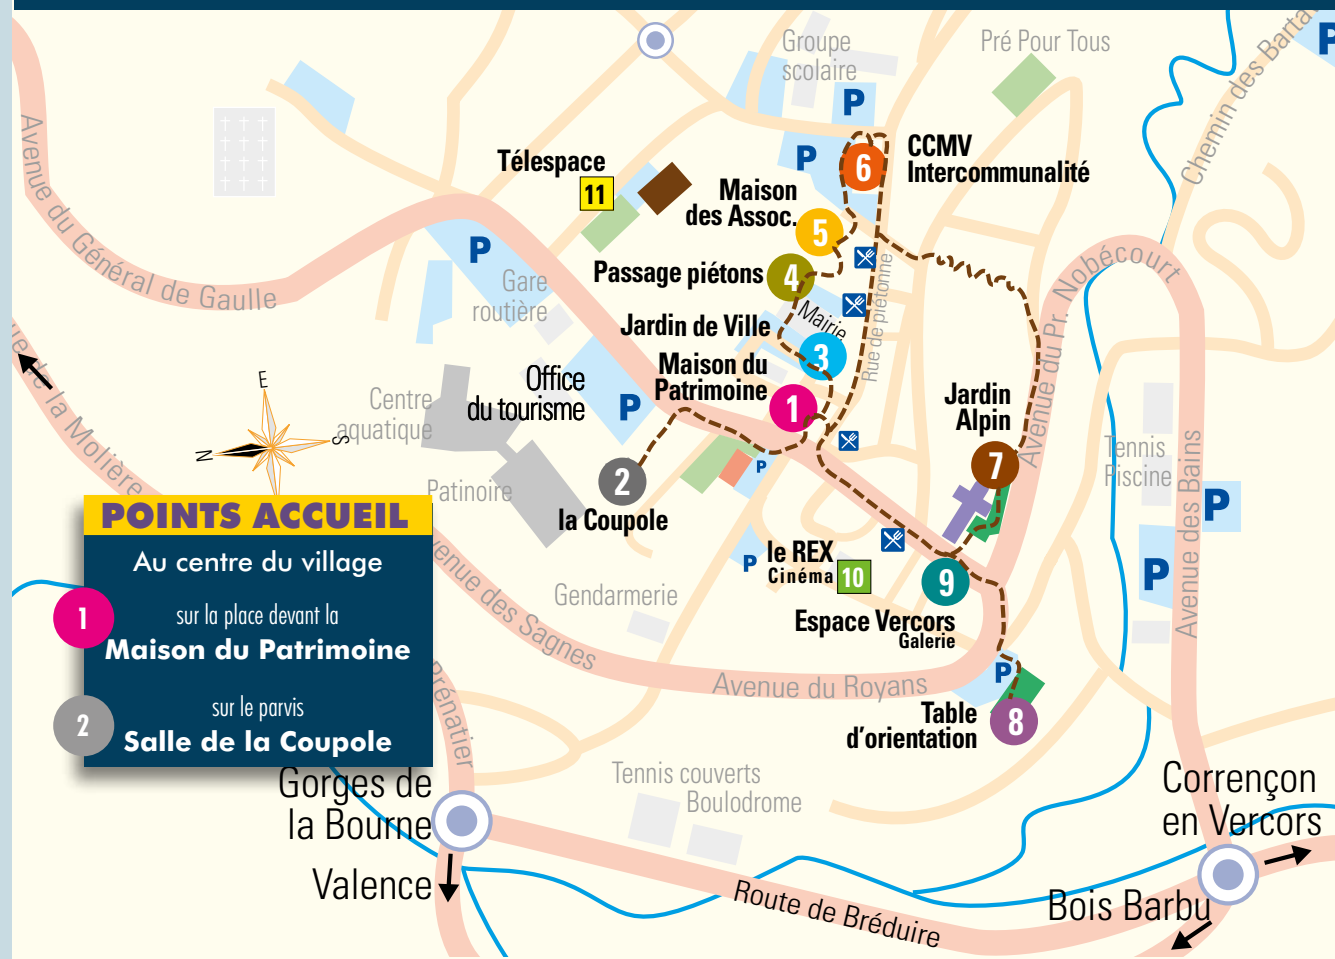 Groupe
scolaire
Pré Pour Tous
P
Chemin des Bartavelles
P
Avenue du Général de Gaulle
Télespace
11
P
6
CCMV
Intercommunalité
Maison
des Assoc.
5
Passage piétons
4
P
Gare
routière
Rue de piétonne
Avenue du Pr. Nobécourt
Jardin de Ville
Mairie
3
Maison du
Patrimoine
1
E
S
N
Centre
aquatique
Office
du tourisme
P
Jardin
Alpin
7
P
2
la Coupole
Patinoire
Tennis
Piscine
P
Avenue des Bains
P
P
le REX
Cinéma
10
9
Espace Vercors
Galerie
Gendarmerie
de la Molière
Avenue des Sagnes
Avenue du Royans
P
8
Table
d'orientation
POINTS ACCUEIL
Au centre du village
1
sur la place devant la
Maison du Patrimoine
2
sur le parvis
Salle de la Coupole
Prénatier
Gorges de
la Bourne
Valence
Tennis couverts
Boulodrome
Route de Bréduire
Corrençon
en Vercors
Bois Barbu